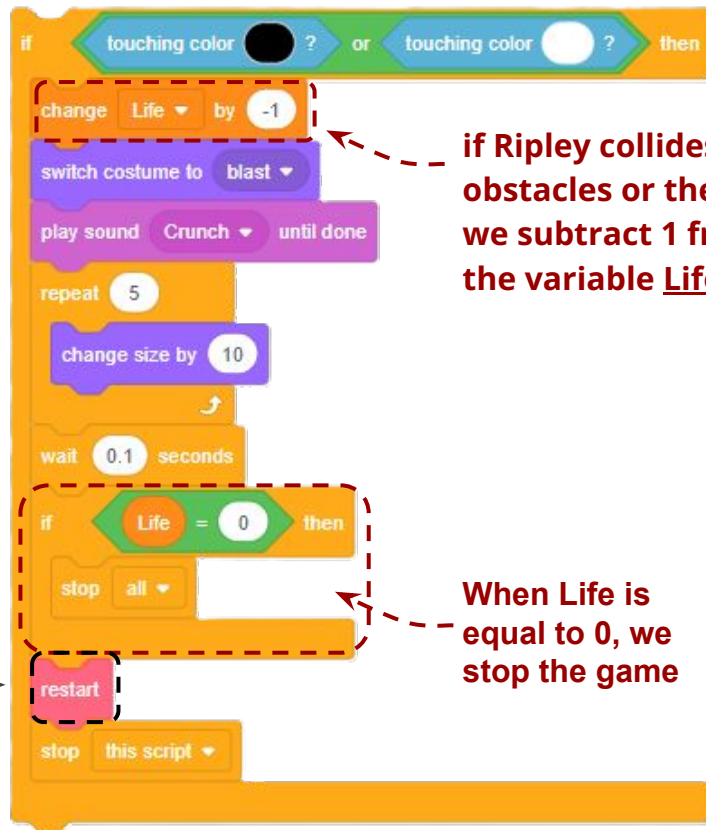 if touching color ? or touching color ? then
change Life by -1
if Ripley collides
switch costume to blast
obstacles or the
play sound Crunch until done
we subtract 1
the variable
repeat 5
change size by 10
wait 0.1 seconds
if Life = 0 then
stop all
When Life is
equal to 0, we
stop the game
restart
stop this script